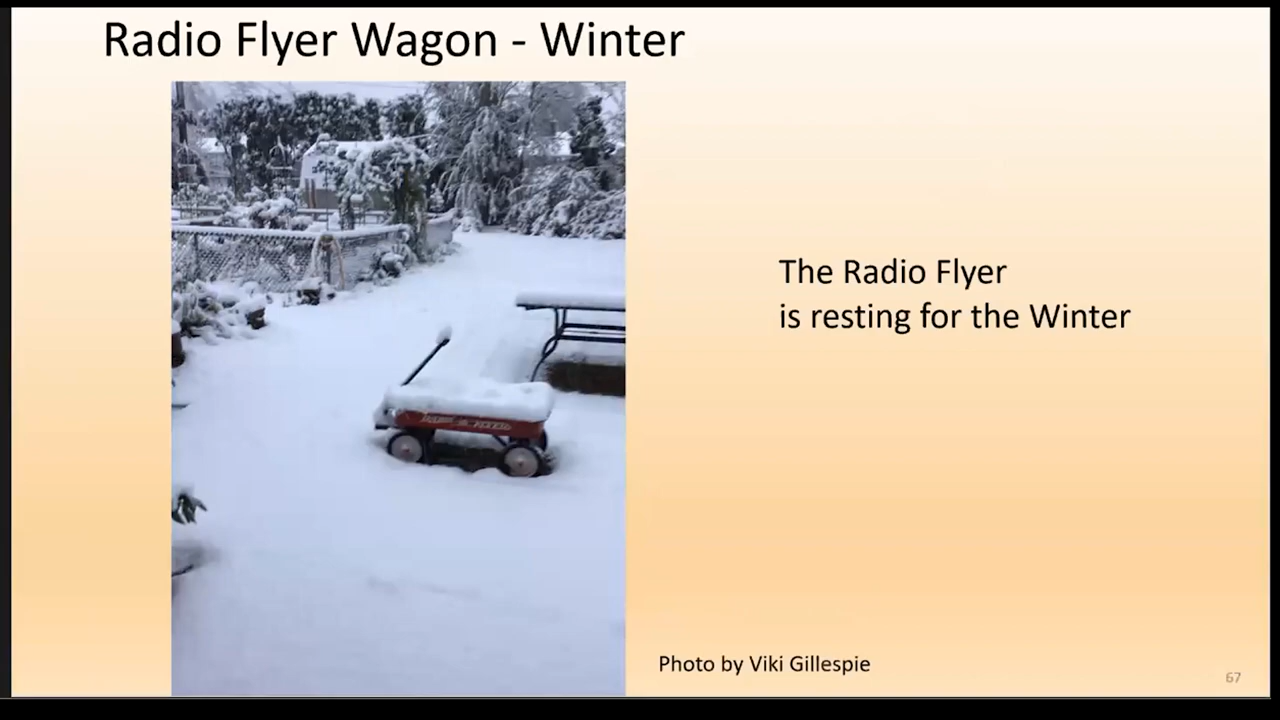 Radio Flyer Wagon - Winter
The Radio Flyer
is resting for the Winter
Photo by Viki Gillespie
67